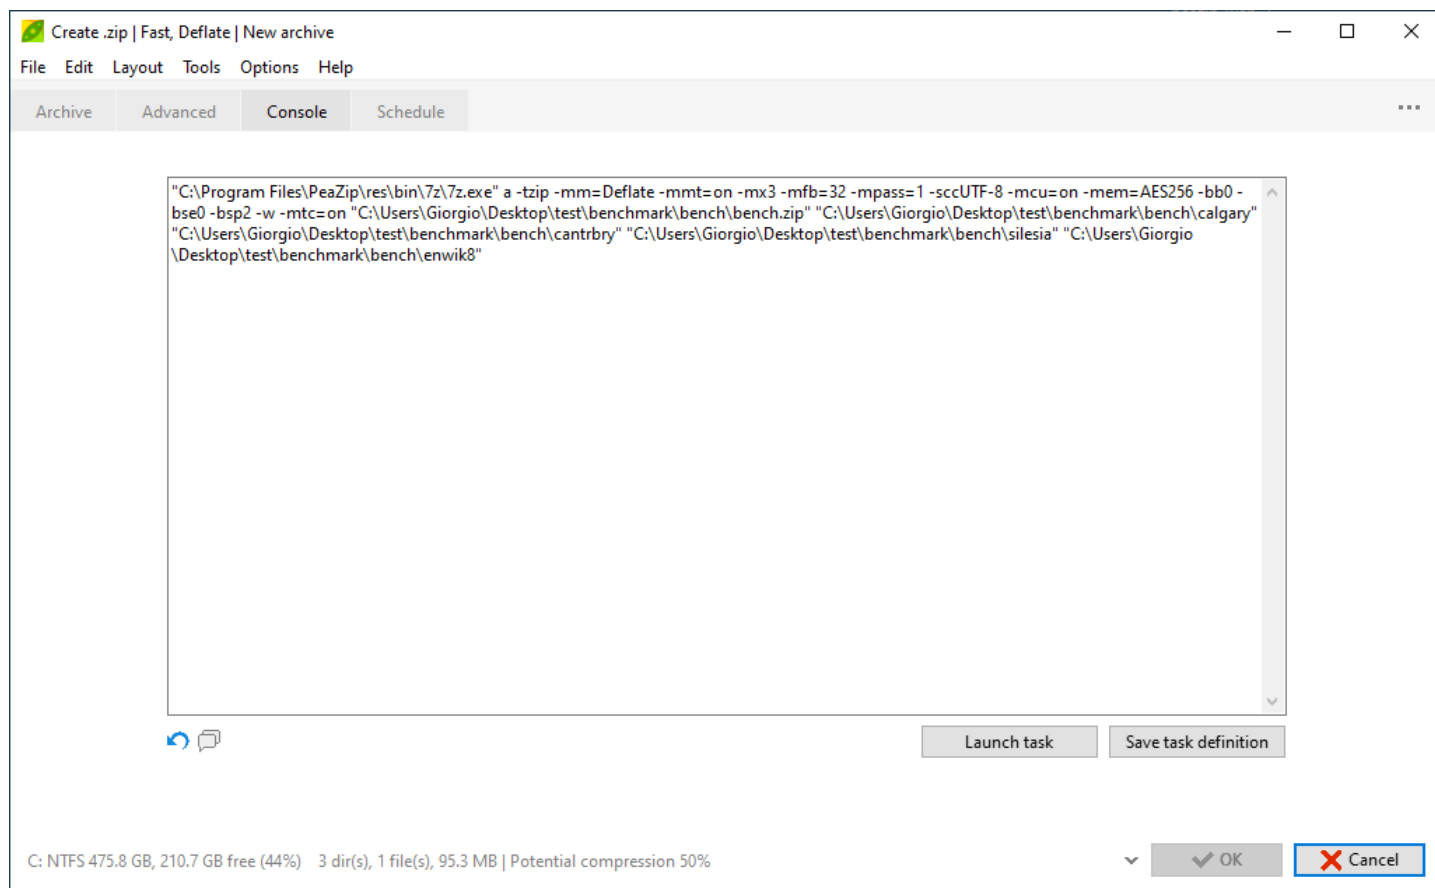 Create .zip | Fast, Deflate | New archive
File Edit Layout Tools Options Help
Archive Advanced Console Schedule
"C:\Program Files\PeaZip\res\bin\7z\7z.exe" a -tzip -mm=Deflate -mmt=on -mx3 -mfb=32 -mpass=1 -sccUTF-8 -mcu=on -mem=AES256 -bb0 -
bse0 -bsp2 -w -mtc=on "C:\Users\Giorgio\Desktop\test\benchmark\bench\bench.zip" "C:\Users\Giorgio\Desktop\test\benchmark\bench\calgary"
"C:\Users\Giorgio\Desktop\test\benchmark\bench\cantrbry" "C:\Users\Giorgio\Desktop\test\benchmark\bench\silesia" "C:\Users\Giorgio
\Desktop\test\benchmark\bench\enwik8"
Launch task Save task definition
C: NTFS 475.8 GB, 210.7 GB free (44%) 3 dir(s), 1 file(s), 95.3 MB | Potential compression 50% OK Cancel